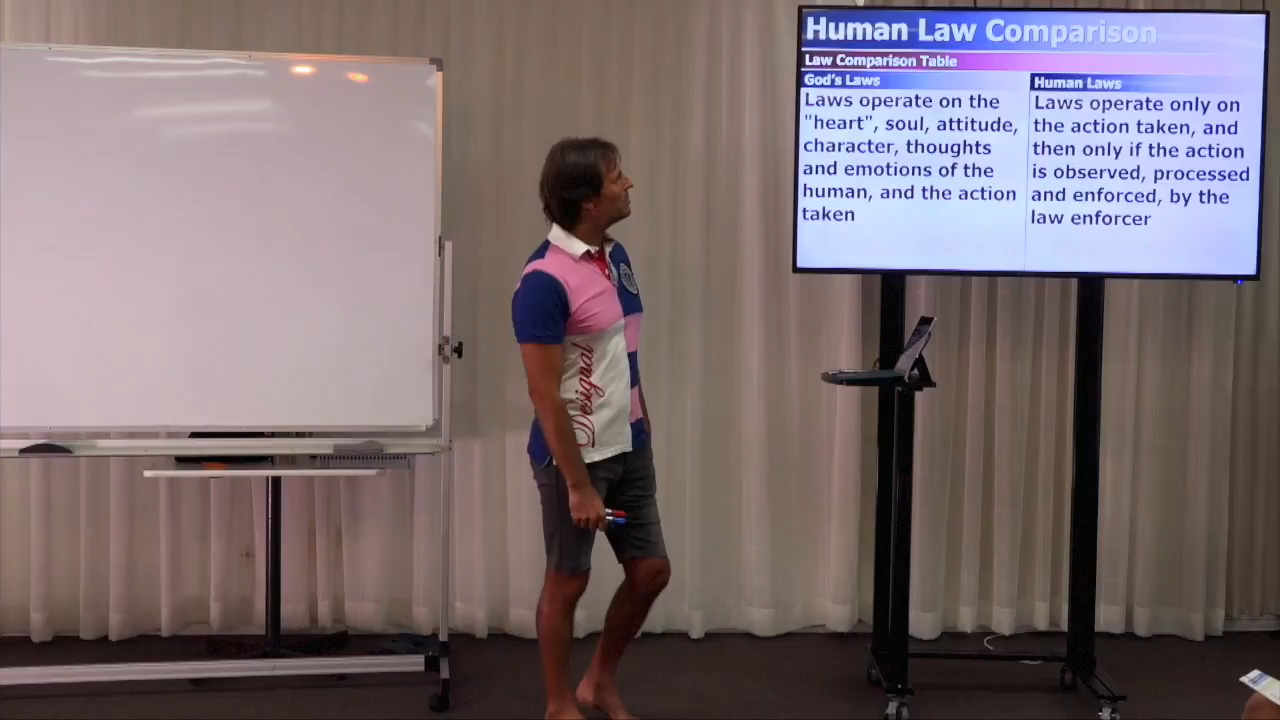 Human Law Comparison
Law Comparison Table
God's Laws
Laws operate on the
"heart", soul, attitude,
character, thoughts
and emotions of the
human, and the action
taken
Human Laws
Laws operate only on
the action taken, and
then only if the action
is observed, processed
and enforced, by the
law enforcer
Desigual